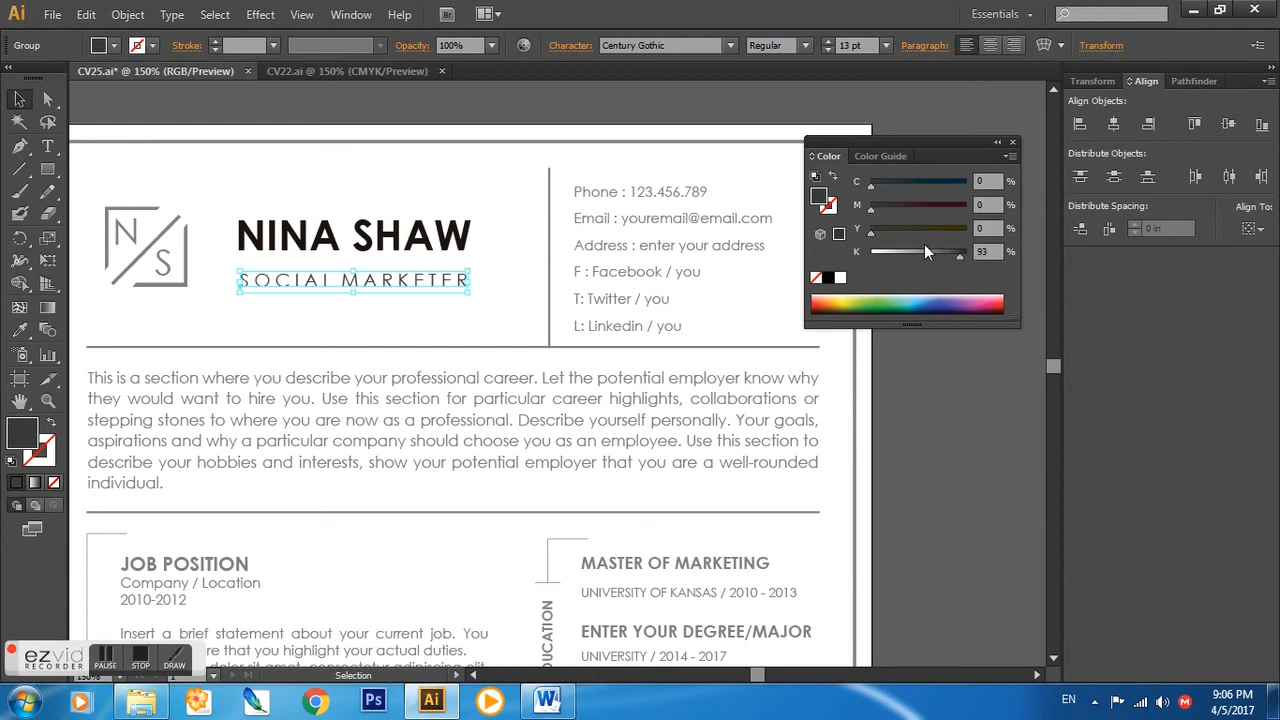 Ai File Edit Object Type Select Effect View Window Help Br Essentials
Group Stroke: Opacity: 100% Character: Century Gothic Regular 13 pt Paragraph: Transform
CV25.ai* @ 150% (RGB/Preview) × CV22.ai @ 150% (CMYK/Preview) ×
Transform Align Pathfinder
Align Objects:
Distribute Objects:
Distribute Spacing: Align To:
0 in
Color Color Guide
C 0 %
M 0 %
Y 0 %
K 93 %
N S
NINA SHAW
SOCIAL MARKETER
Phone : 123.456.789
Email : youremail@email.com
Address : enter your address
F : Facebook / you
T: Twitter / you
L: Linkedin / you
This is a section where you describe your professional career. Let the potential employer know why
they would want to hire you. Use this section for particular career highlights, collaborations or
stepping stones to where you are now as a professional. Describe yourself personally. Your goals,
aspirations and why a particular company should choose you as an employee. Use this section to
describe your hobbies and interests, show your potential employer that you are a well-rounded
individual.
JOB POSITION
Company / Location
2010-2012
Insert a brief statement about your current job. You
re that you highlight your actual duties.
EDUCATION
MASTER OF MARKETING
UNIVERSITY OF KANSAS / 2010 - 2013
ENTER YOUR DEGREE/MAJOR
UNIVERSITY / 2014 - 2017
ezvid
RECORDER
PAUSE STOP DRAW
150% 1 Selection
Ps Ai W
EN 9:06 PM
4/5/2017